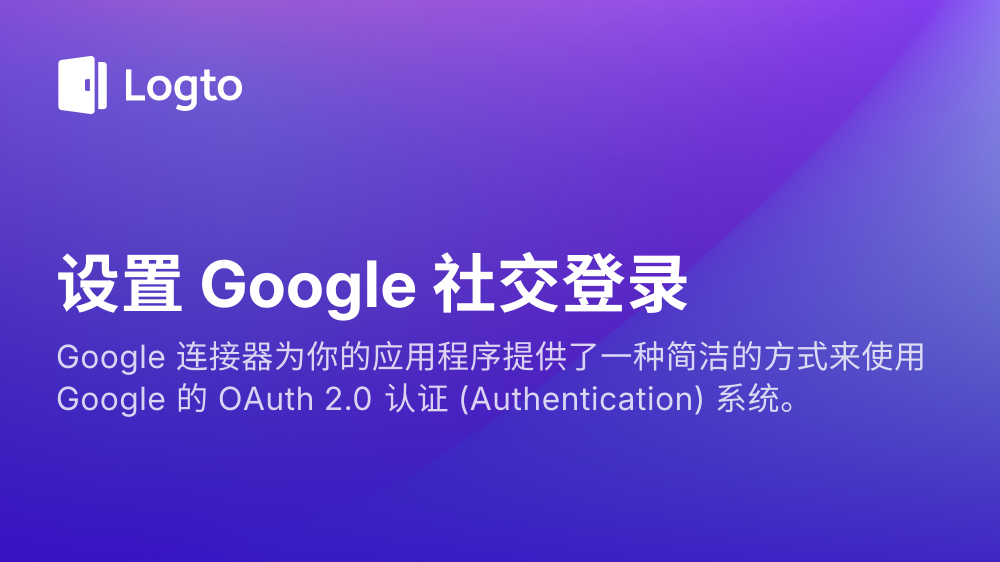 Logto
设置 Google 社交登录
Google 连接器为你的应用程序提供了一种简洁的方式来使用
Google 的 OAuth 2.0 认证 (Authentication) 系统。